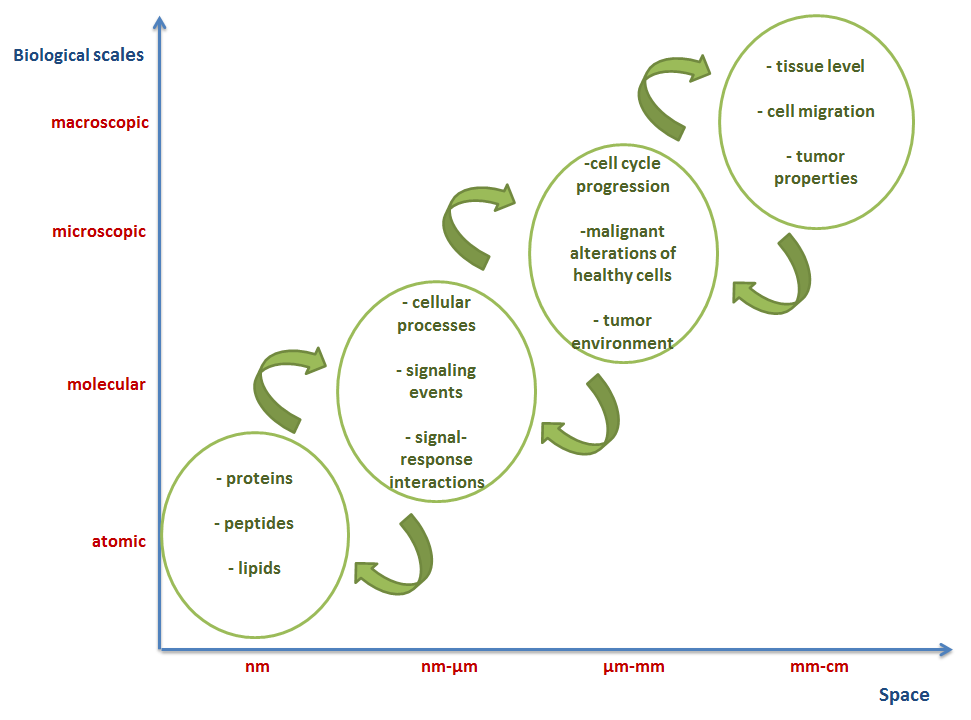 Biological scales
macroscopic
microscopic
molecular
atomic
- tissue level
- cell migration
- tumor
properties
-cell cycle
progression
-malignant
alterations of
healthy cells
- tumor
environment
- cellular
processes
- signaling
events
- signal-
response
interactions
- proteins
- peptides
- lipids
nm
nm-μm
μm-mm
mm-cm
Space